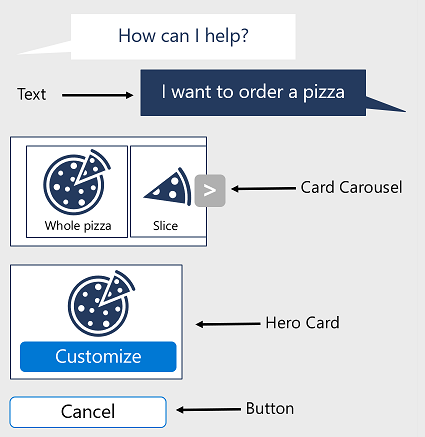 How can I help?
I want to order a pizza
Text
Whole pizza
Slice
>
Card Carousel
Hero Card
Customize
Cancel
Button